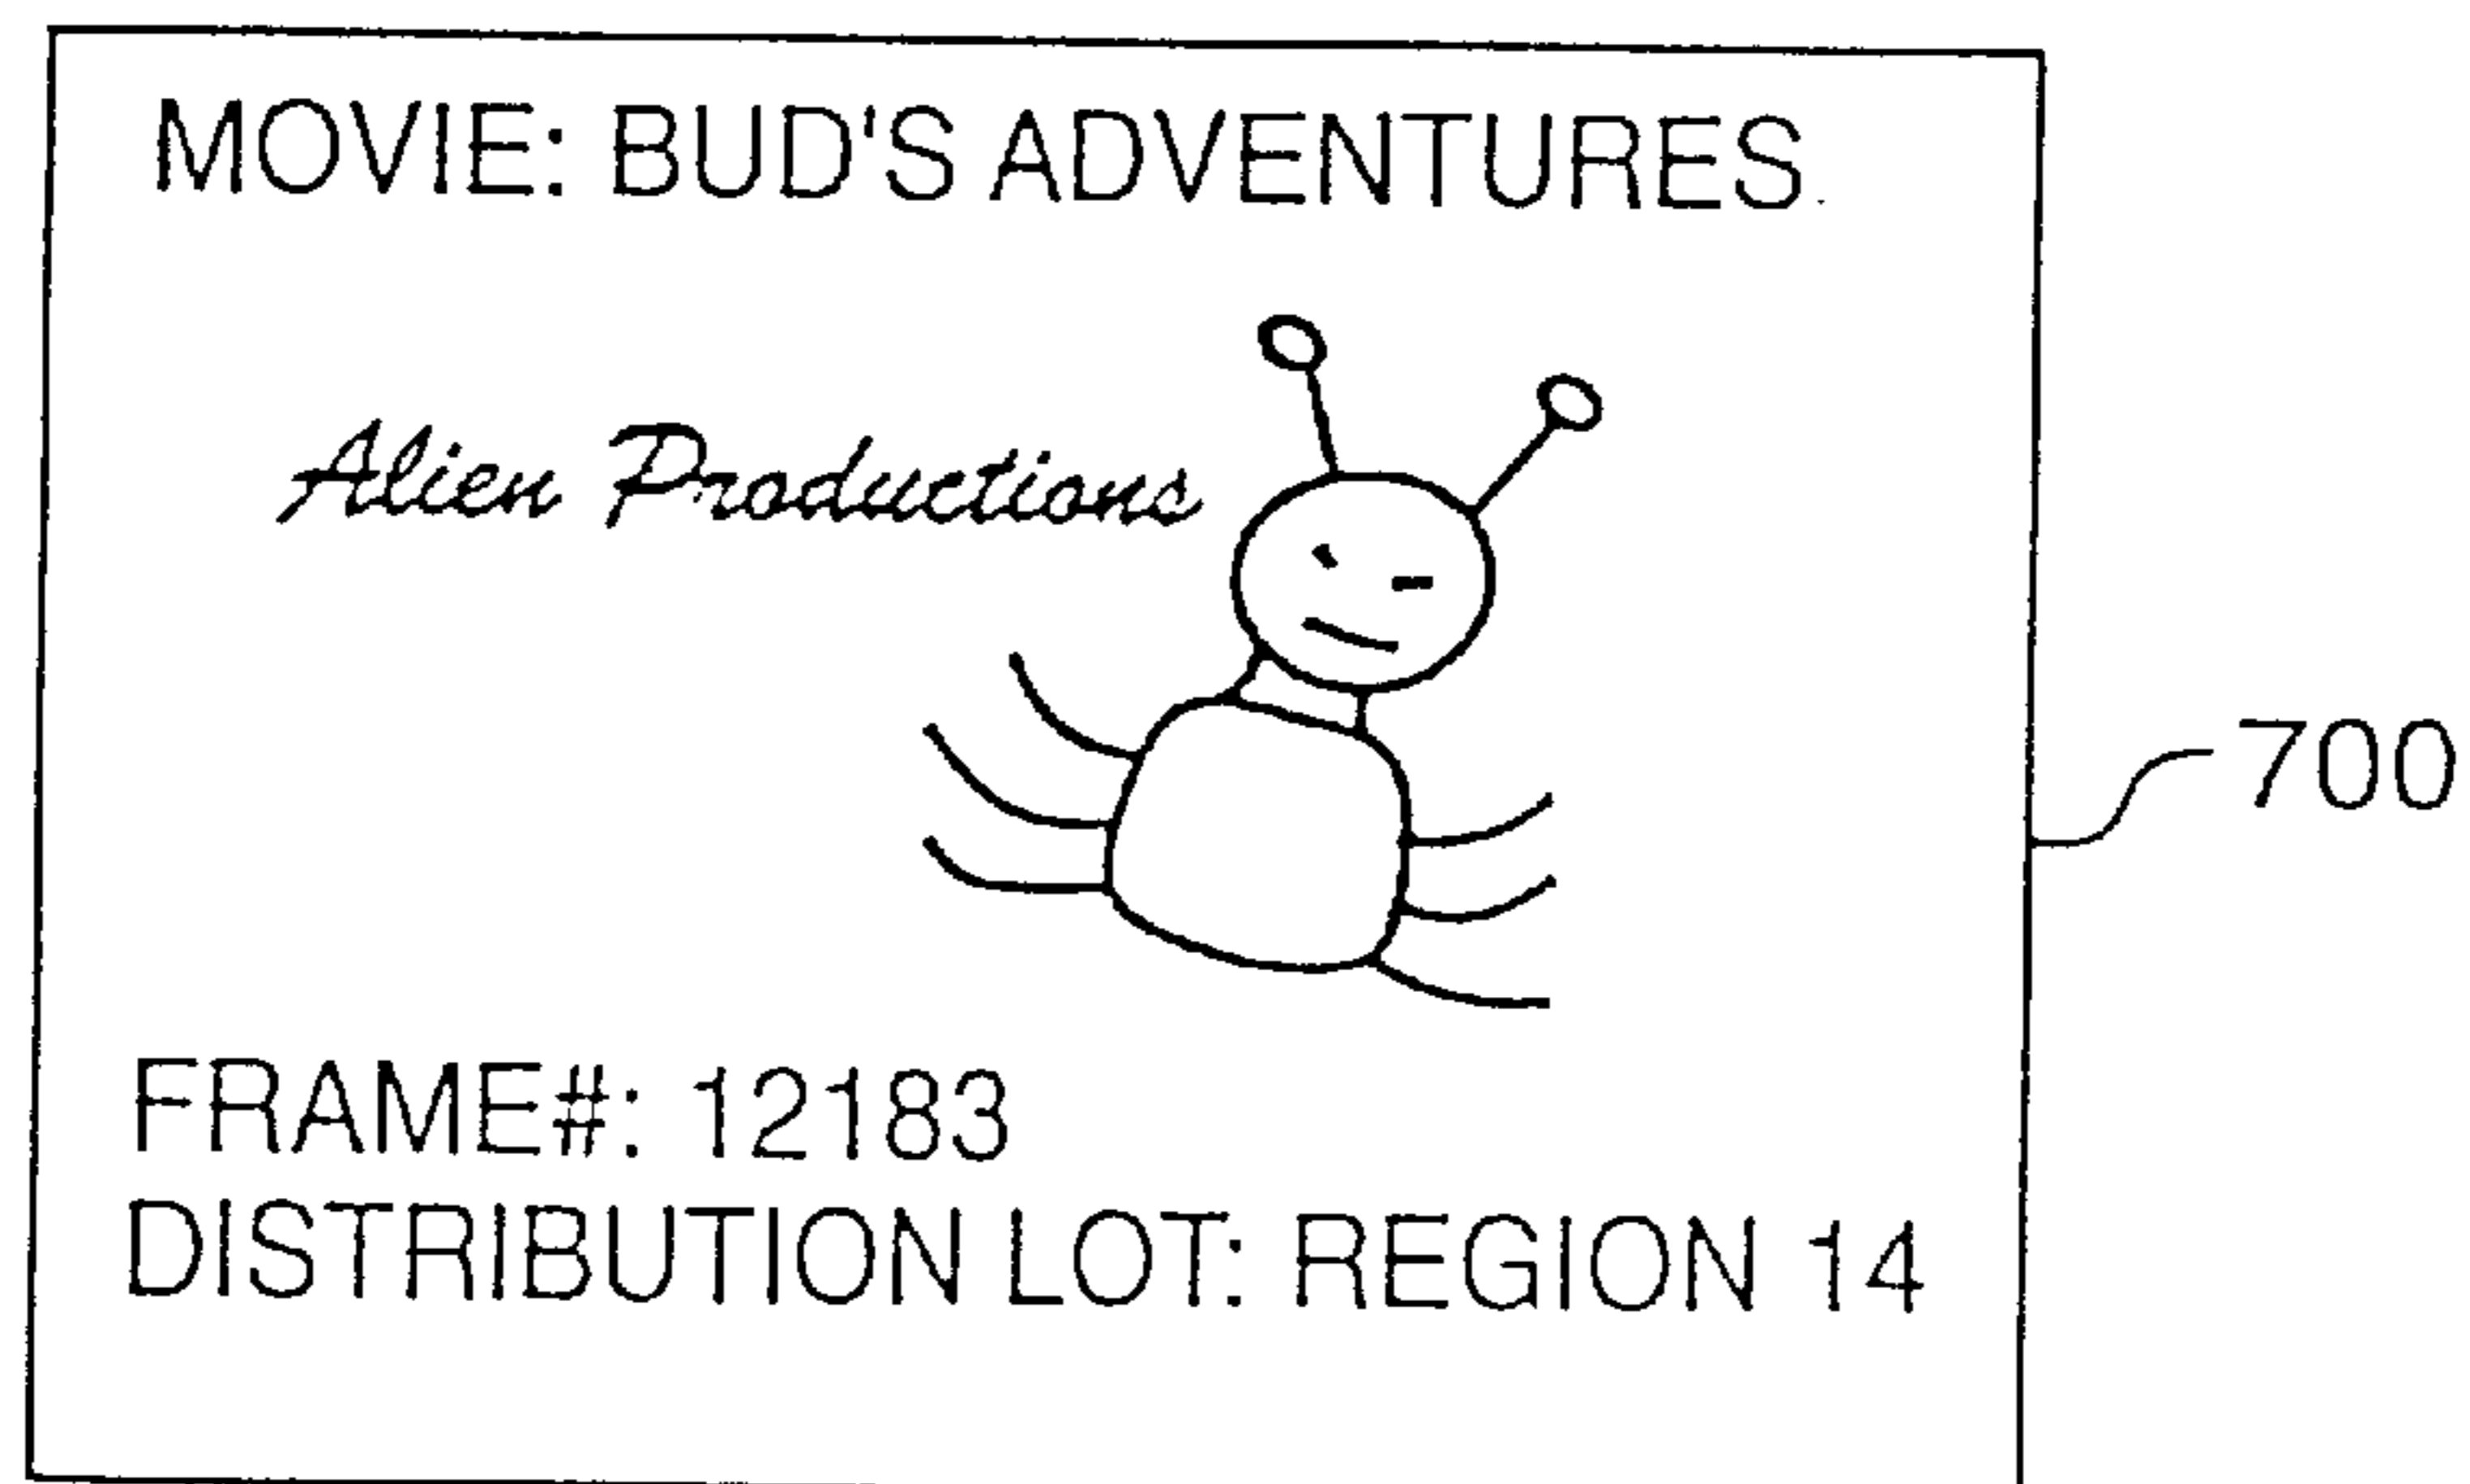 MOVIE: BUD'S ADVENTURES
Alien Productions
700
FRAME#: 12183
DISTRIBUTION LOT: REGION 14